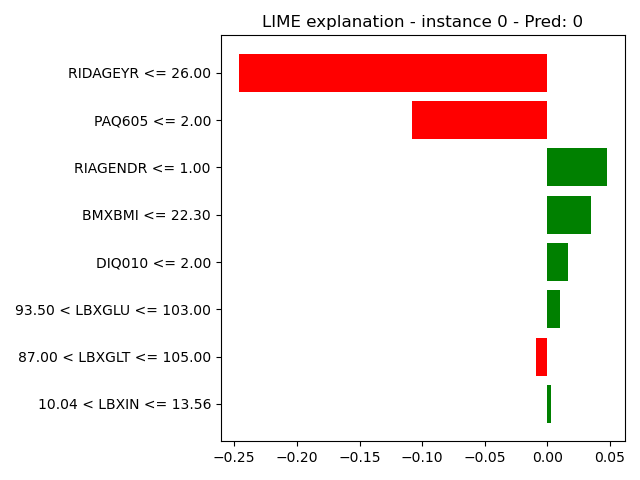 LIME explanation - instance 0 - Pred: 0
RIDAGEYR <= 26.00
PAQ605 <= 2.00
RIAGENDR <= 1.00
BMXBMI <= 22.30
DIQ010 <= 2.00
93.50 < LBXGLU <= 103.00
87.00 < LBXGLT <= 105.00
10.04 < LBXIN <= 13.56
−0.25 −0.20 −0.15 −0.10 −0.05 0.00 0.05